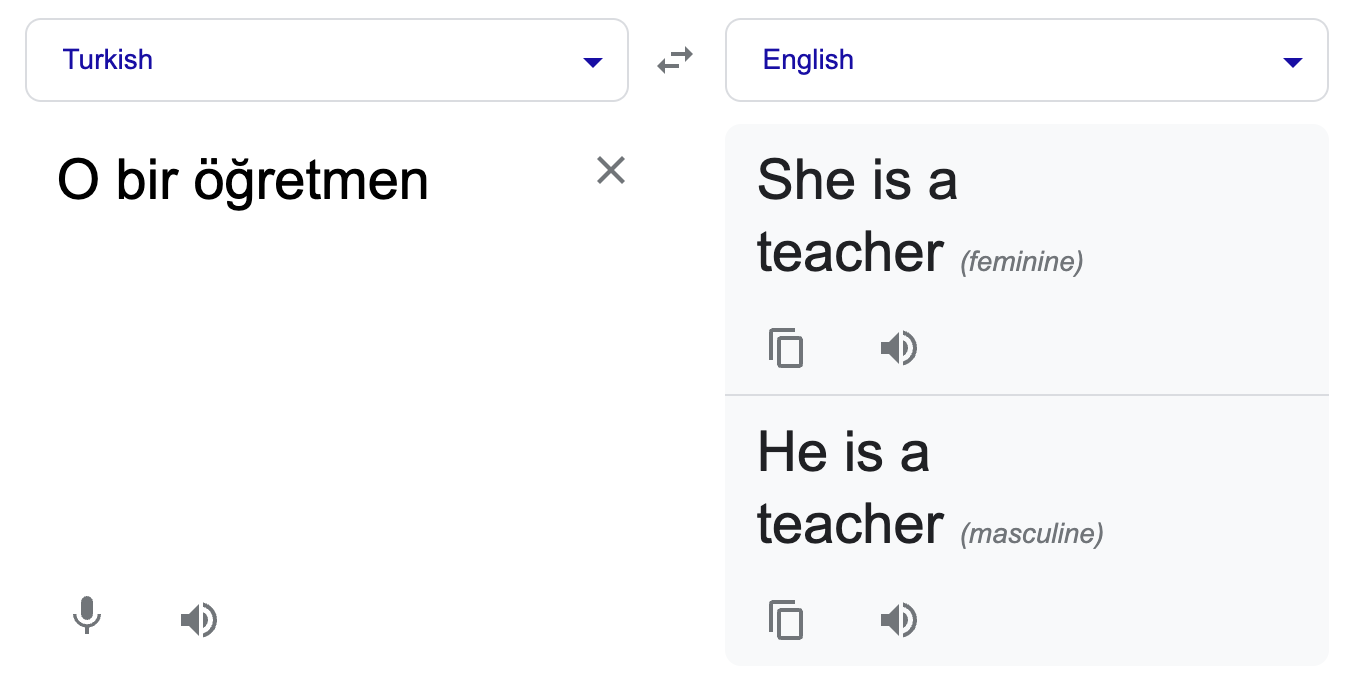 Turkish
English
O bir öğretmen
She is a
teacher (feminine)
He is a
teacher (masculine)